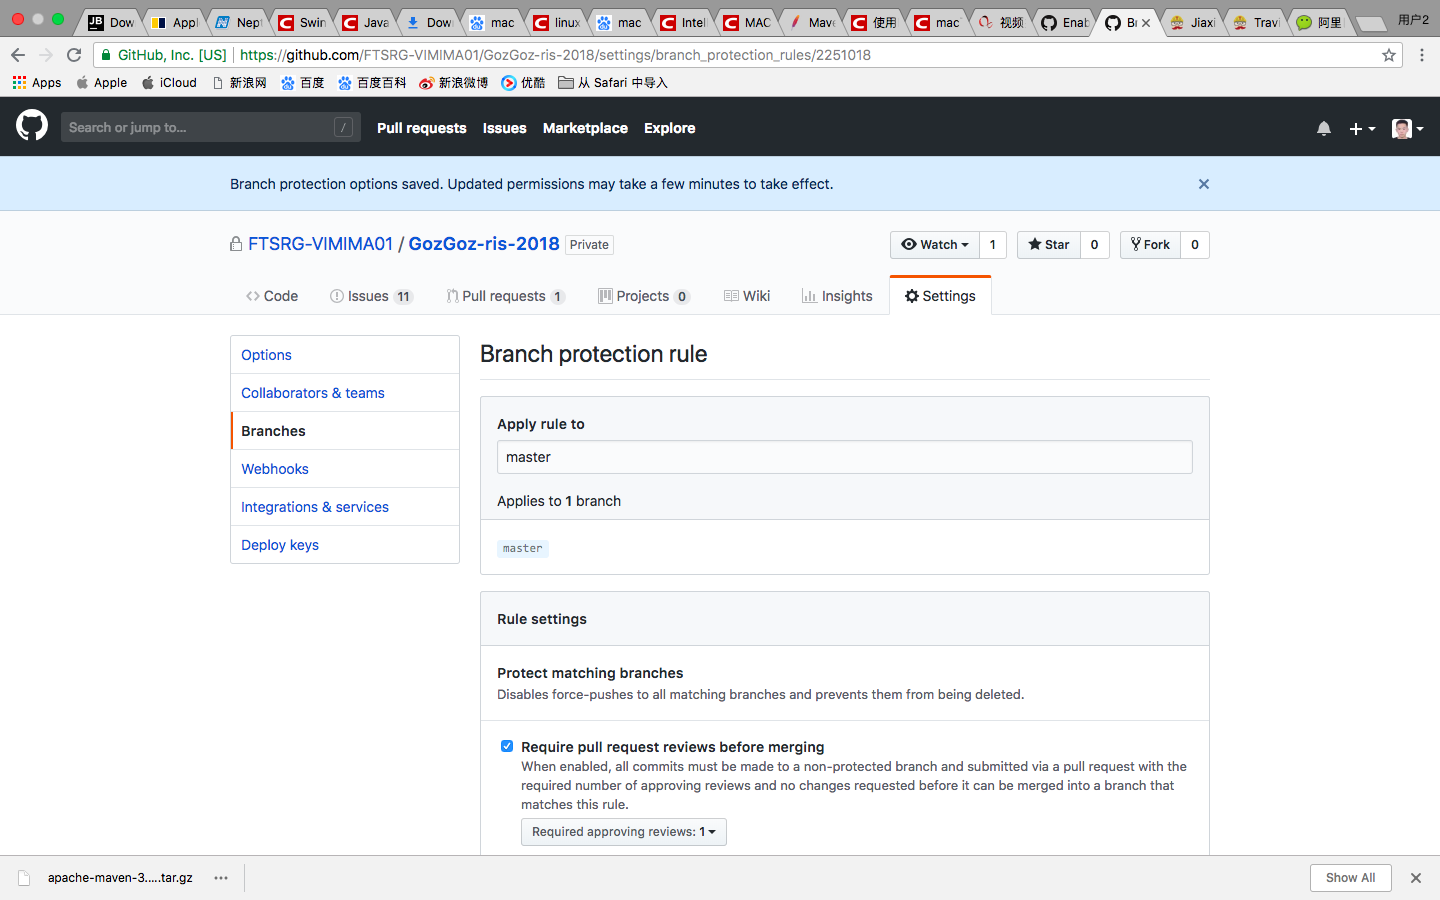 Dow
Appl
Nept
Swin
Java
Dow
mac
linux
mac
Intel
MAC
Mave
使用
mac
视频
Enab
Br
Jiaxi
Travi
阿里
用户2
GitHub, Inc. [US] https://github.com/FTSRG-VIMIMA01/GozGoz-ris-2018/settings/branch_protection_rules/2251018
Apps Apple iCloud 新浪网 百度 百度百科 新浪微博 优酷 从 Safari 中导入
Search or jump to... / Pull requests Issues Marketplace Explore
Branch protection options saved. Updated permissions may take a few minutes to take effect.
FTSRG-VIMIMA01 / GozGoz-ris-2018 Private Watch 1 Star 0 Fork 0
Code Issues 11 Pull requests 1 Projects 0 Wiki Insights Settings
Options
Collaborators & teams
Branches
Webhooks
Integrations & services
Deploy keys
Branch protection rule
Apply rule to
master
Applies to 1 branch
master
Rule settings
Protect matching branches
Disables force-pushes to all matching branches and prevents them from being deleted.
Require pull request reviews before merging
When enabled, all commits must be made to a non-protected branch and submitted via a pull request with the
required number of approving reviews and no changes requested before it can be merged into a branch that
matches this rule.
Required approving reviews: 1
apache-maven-3.....tar.gz
Show All